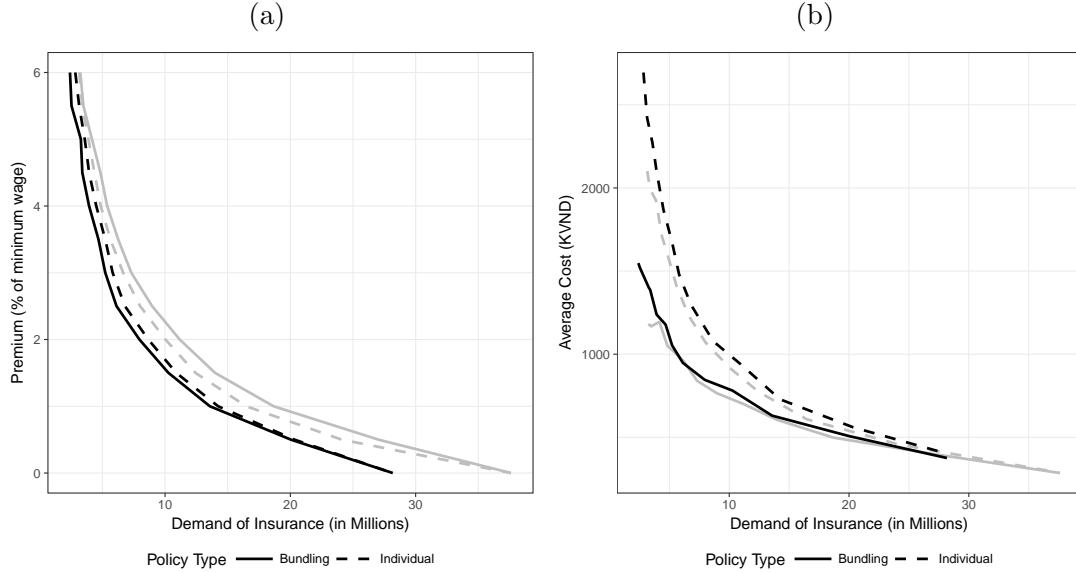 (a)
(b)
Premium (% of minimum wage)
6
4
2
0
10
20
30
Demand of Insurance (in Millions)
Policy Type
Bundling
Individual
Average Cost (KVND)
2000
1000
10
20
30
Demand of Insurance (in Millions)
Policy Type
Bundling
Individual